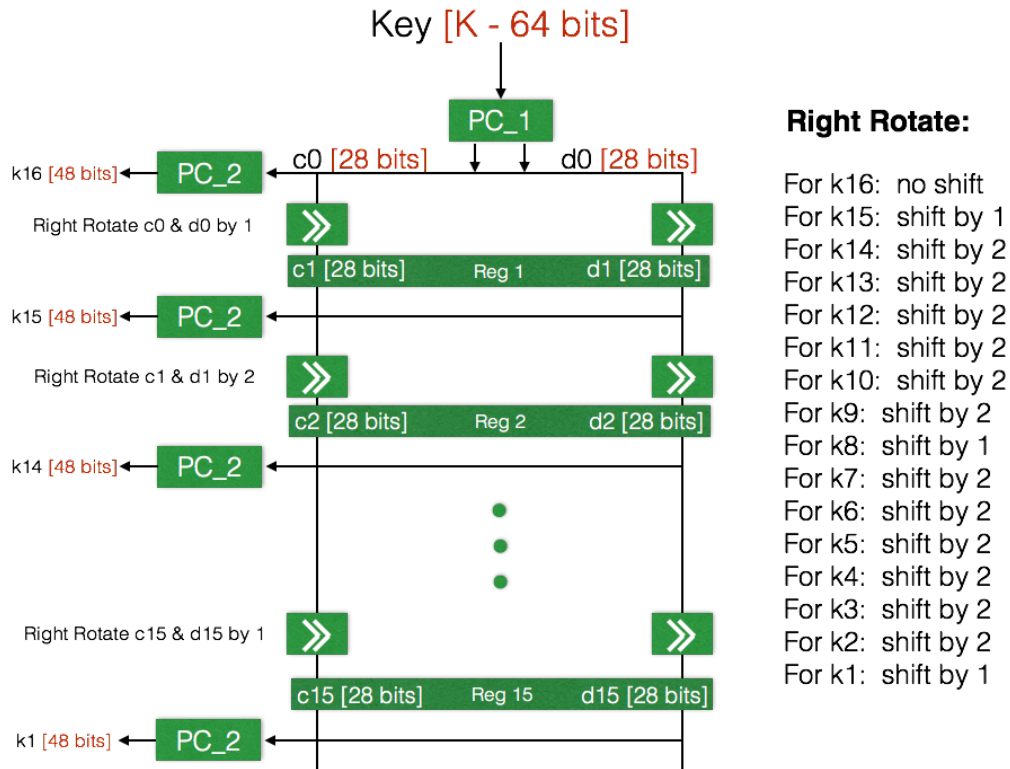 Key [K - 64 bits]
PC_1
c0 [28 bits]
d0 [28 bits]
k16 [48 bits]
PC_2
Right Rotate c0 & d0 by 1
c1 [28 bits]
Reg 1
d1 [28 bits]
k15 [48 bits]
PC_2
Right Rotate c1 & d1 by 2
c2 [28 bits]
Reg 2
d2 [28 bits]
k14 [48 bits]
PC_2
Right Rotate c15 & d15 by 1
c15 [28 bits]
Reg 15
d15 [28 bits]
k1 [48 bits]
PC_2
Right Rotate:
For k16: no shift
For k15: shift by 1
For k14: shift by 2
For k13: shift by 2
For k12: shift by 2
For k11: shift by 2
For k10: shift by 2
For k9: shift by 2
For k8: shift by 1
For k7: shift by 2
For k6: shift by 2
For k5: shift by 2
For k4: shift by 2
For k3: shift by 2
For k2: shift by 2
For k1: shift by 1